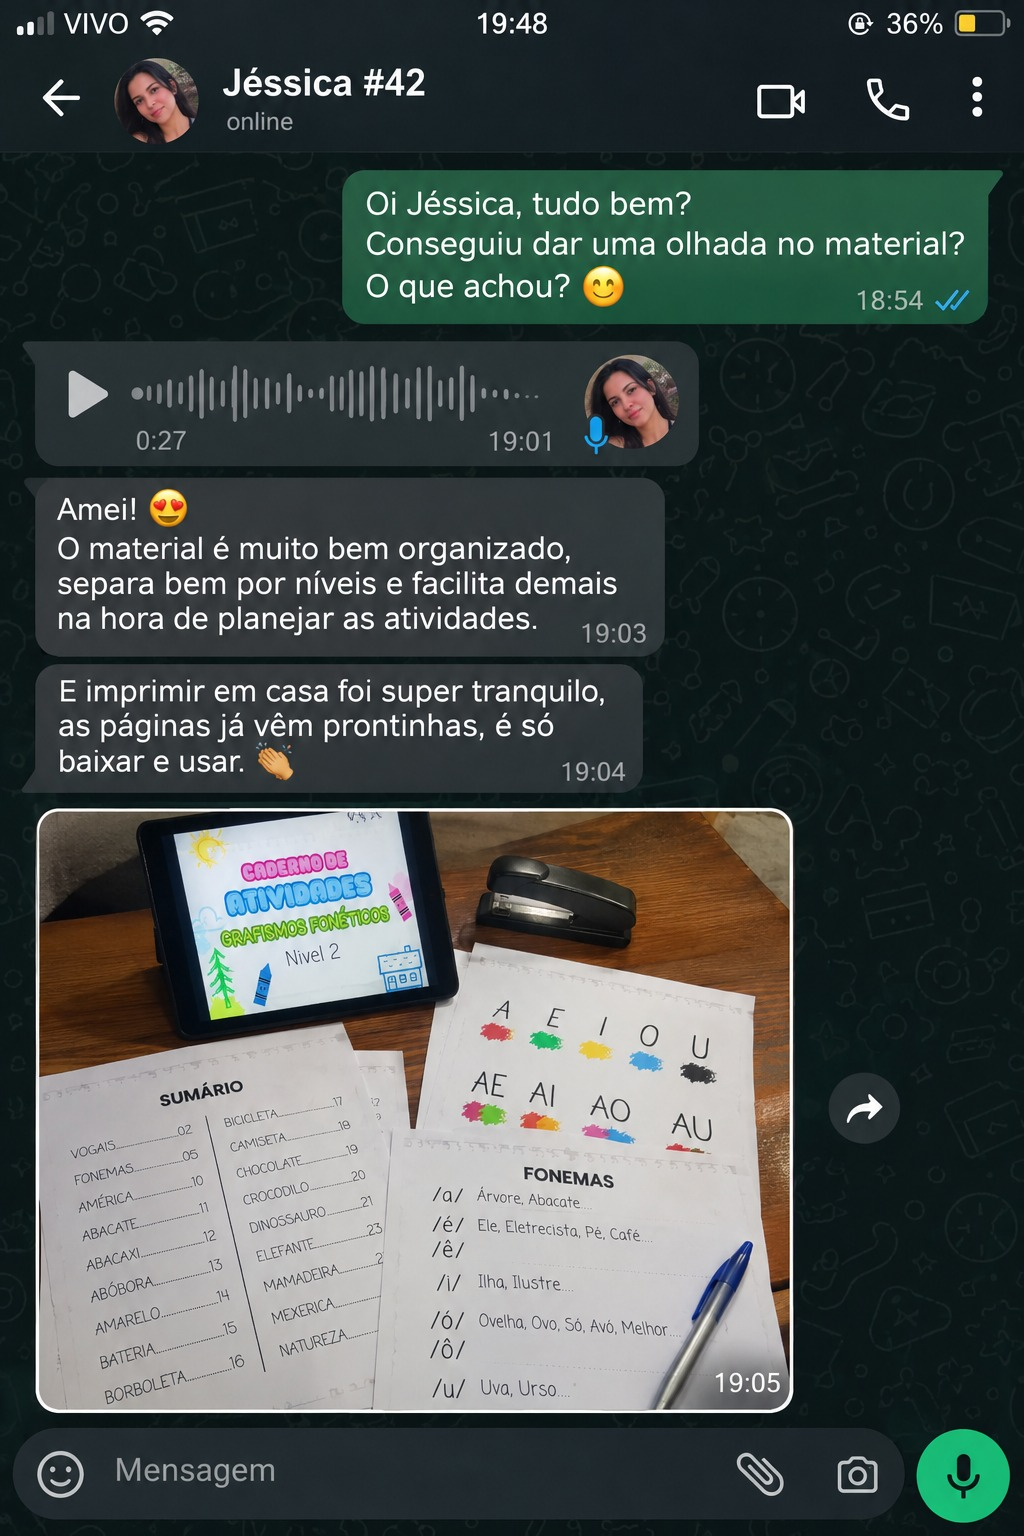 VIVO
19:48
36%
Jéssica #42
online
Oi Jéssica, tudo bem?
Conseguiu dar uma olhada no material?
O que achou? 😊
18:54
0:27
19:01
Amei! 😍
O material é muito bem organizado,
separa bem por níveis e facilita demais
na hora de planejar as atividades.
19:03
E imprimir em casa foi super tranquilo,
as páginas já vêm prontinhas, é só
baixar e usar. 👏
19:04
CADERNO DE
ATIVIDADES
GRAFISMOS FONÉTICOS
Nivel 2
A E I O U
AE AI AO AU
SUMÁRIO
VOGAIS 02
FONEMAS 05
AMÉRICA 10
ABACATE 11
ABACAXI 12
ABÓBORA 13
AMARELO 14
BATERIA 15
BORBOLETA 16
BICICLETA 17
CAMISETA 18
CHOCOLATE 19
CROCODILO 20
DINOSSAURO 21
ELEFANTE 23
MAMADEIRA 2
MEXERICA
NATUREZA
FONEMAS
/a/ Árvore, Abacate...
/é/ Ele, Eletrecista, Pé, Café....
/ê/
/i/ Ilha, Ilustre....
/ó/ Ovelha, Ovo, Só, Avó, Melhor....
/ô/
/u/ Uva, Urso....
19:05
Mensagem